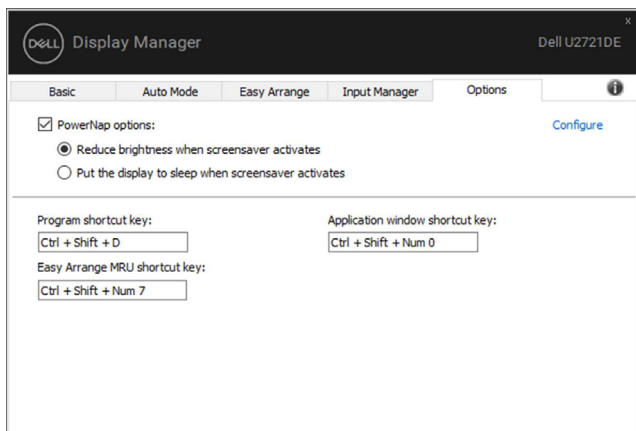 x
DELL Display Manager Dell U2721DE
Basic Auto Mode Easy Arrange Input Manager Options i
PowerNap options: Configure
Reduce brightness when screensaver activates
Put the display to sleep when screensaver activates
Program shortcut key: Application window shortcut key:
Ctrl + Shift + D Ctrl + Shift + Num 0
Easy Arrange MRU shortcut key:
Ctrl + Shift + Num 7